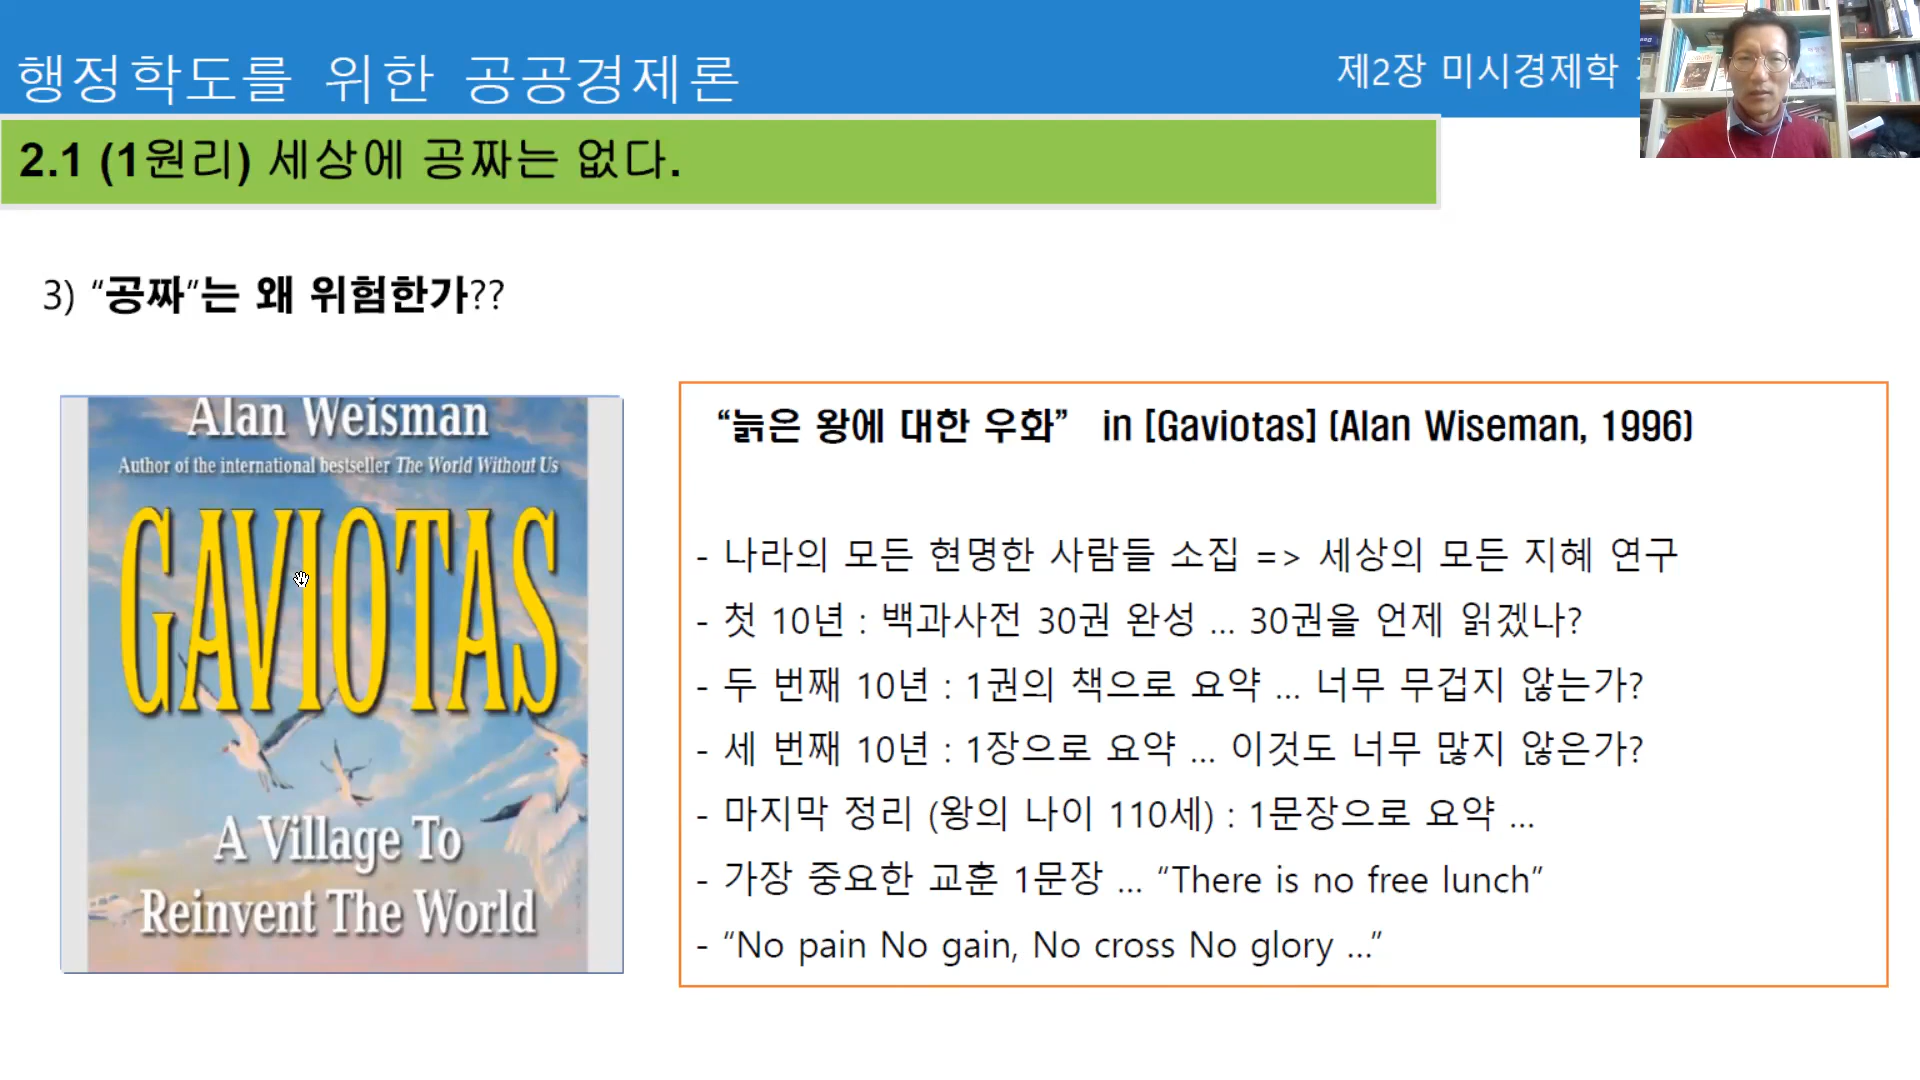 행정학도를 위한 공공경제론
제2장 미시경제학
2.1 (1원리) 세상에 공짜는 없다.
3) “공짜”는 왜 위험한가??
Alan Weisman
Author of the international bestseller The World Without Us
GAVIOTAS
A Village To
Reinvent The World
“늙은 왕에 대한 우화” in [Gaviotas] (Alan Wiseman, 1996)
- 나라의 모든 현명한 사람들 소집 => 세상의 모든 지혜 연구
- 첫 10년 : 백과사전 30권 완성 ... 30권을 언제 읽겠나?
- 두 번째 10년 : 1권의 책으로 요약 ... 너무 무겁지 않는가?
- 세 번째 10년 : 1장으로 요약 ... 이것도 너무 많지 않은가?
- 마지막 정리 (왕의 나이 110세) : 1문장으로 요약 ...
- 가장 중요한 교훈 1문장 ... “There is no free lunch”
- “No pain No gain, No cross No glory ...”